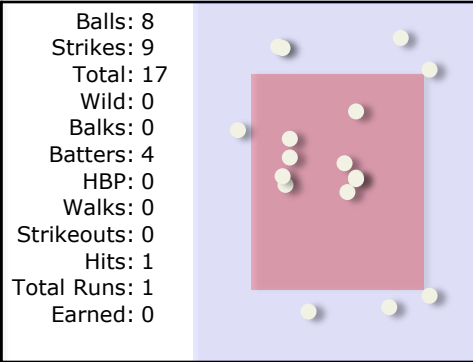 Balls: 8
Strikes: 9
Total: 17
Wild: 0
Balks: 0
Batters: 4
HBP: 0
Walks: 0
Strikeouts: 0
Hits: 1
Total Runs: 1
Earned: 0